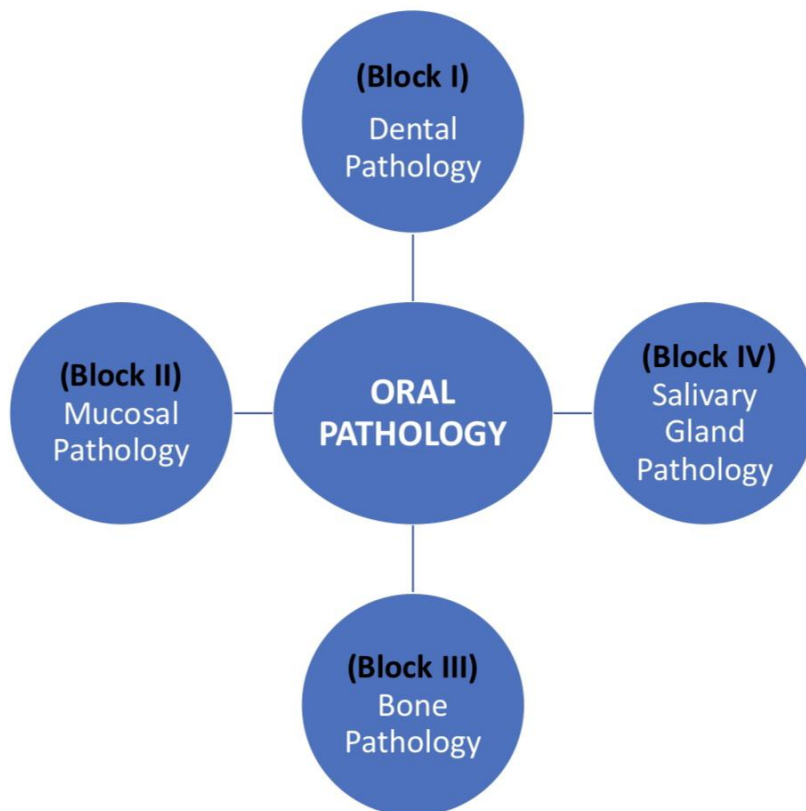 (Block I)
Dental
Pathology
(Block II)
Mucosal
Pathology
ORAL
PATHOLOGY
(Block IV)
Salivary
Gland
Pathology
(Block III)
Bone
Pathology